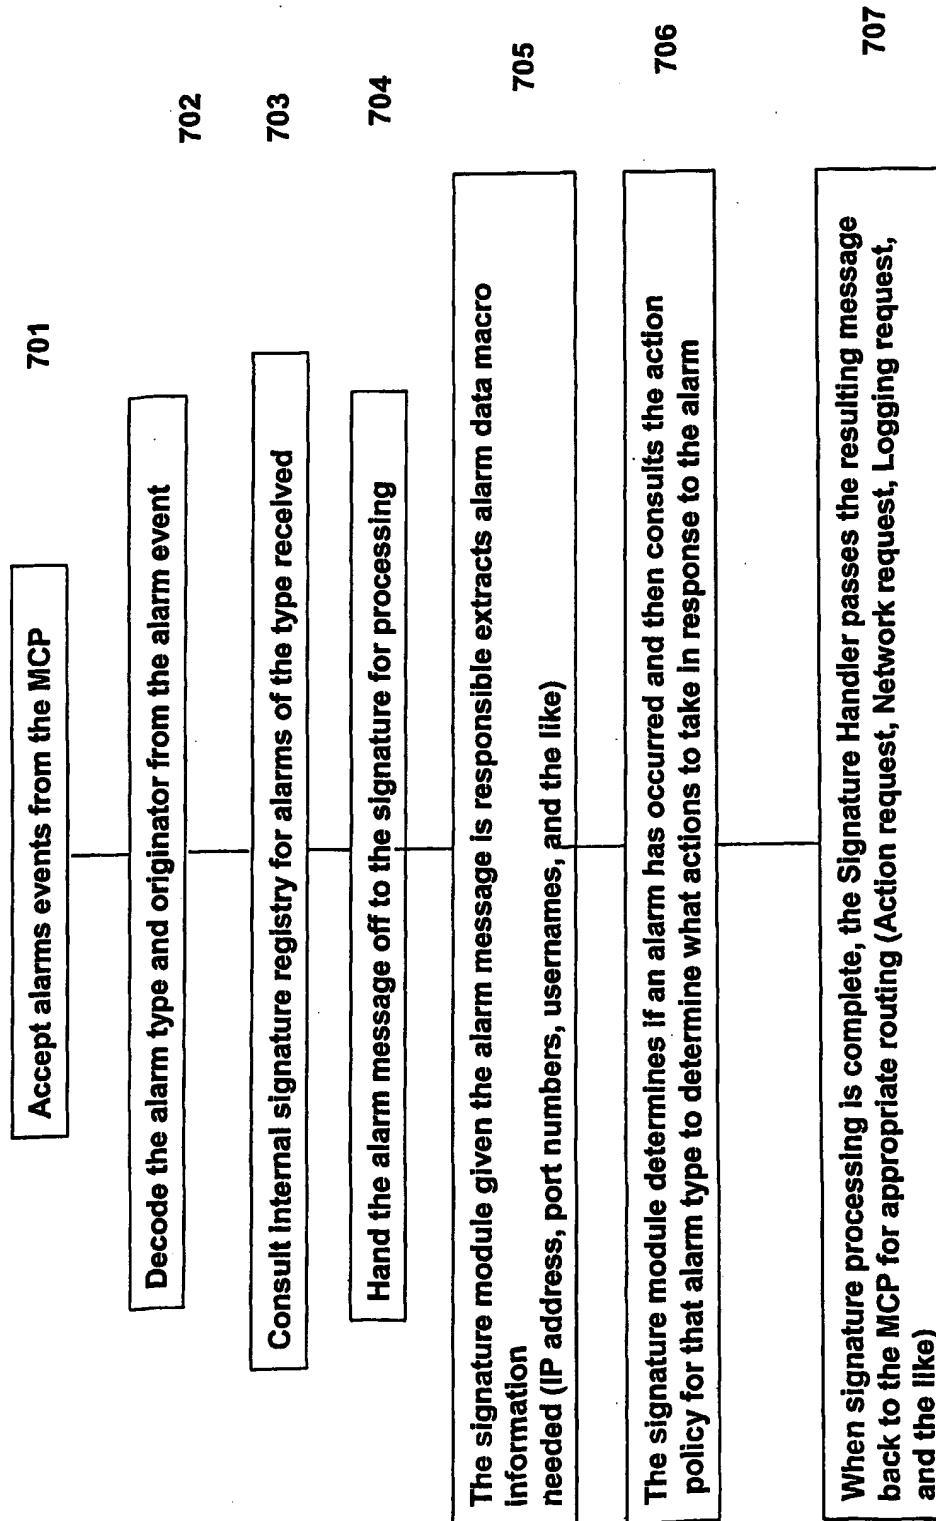 Accept alarms events from the MCP
701
Decode the alarm type and originator from the alarm event
702
Consult internal signature registry for alarms of the type received
703
Hand the alarm message off to the signature for processing
704
The signature module given the alarm message is responsible extracts alarm data macro
information
needed (IP address, port numbers, usernames, and the like)
705
The signature module determines if an alarm has occurred and then consults the action
policy for that alarm type to determine what actions to take in response to the alarm
706
When signature processing is complete, the Signature Handler passes the resulting message
back to the MCP for appropriate routing (Action request, Network request, Logging request,
and the like)
707